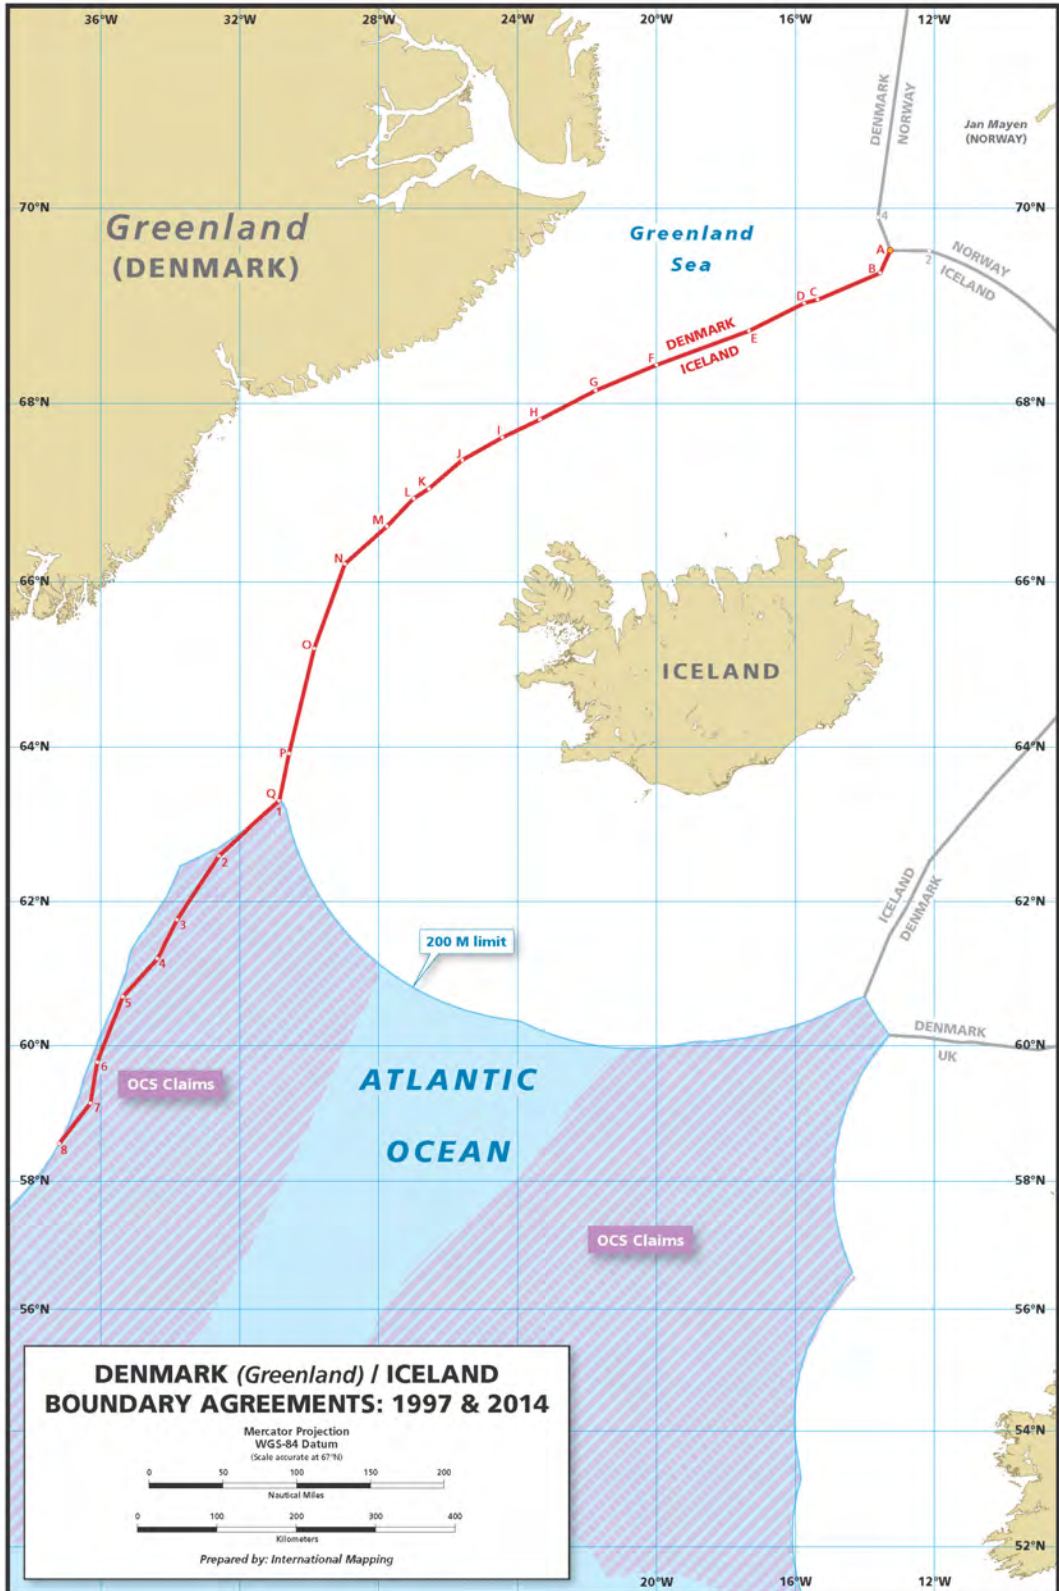 36°W 32°W 28°W 24°W 20°W 16°W 12°W
DENMARK
NORWAY
Jan Mayen
(NORWAY)
70°N 70°N
Greenland
(DENMARK)
Greenland
Sea
4
A
2
NORWAY
ICELAND
B
C
D
E
DENMARK
ICELAND
F
G
68°N 68°N
H
I
J
K
L
M
N
66°N 66°N
O
ICELAND
64°N 64°N
P
Q
1
2
62°N 62°N
3
ICELAND
DENMARK
200 M limit
4
5
60°N 60°N
DENMARK
UK
6
OCS Claims
7
ATLANTIC
OCEAN
8
58°N 58°N
OCS Claims
56°N 56°N
DENMARK (Greenland) / ICELAND
BOUNDARY AGREEMENTS: 1997 & 2014
Mercator Projection
WGS-84 Datum
(Scale accurate at 67°N)
0 50 100 150 200
Nautical Miles
0 100 200 300 400
Kilometers
Prepared by: International Mapping
54°N
52°N
20°W 16°W 12°W